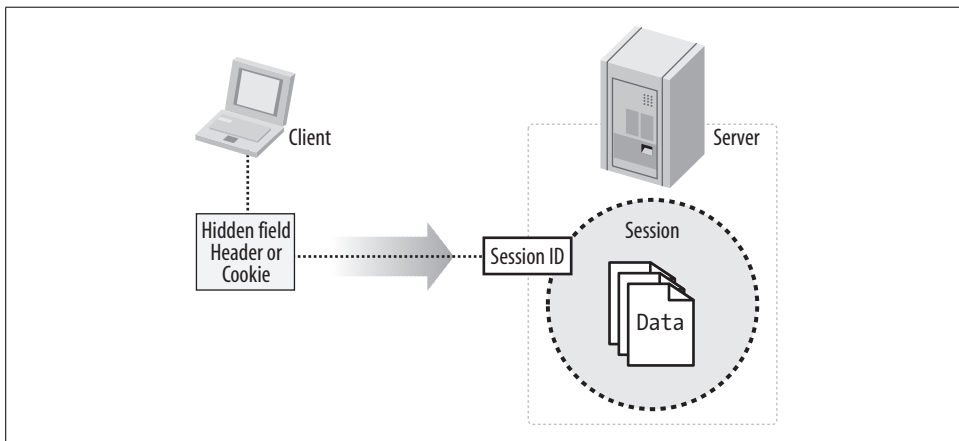 Client
Server
Hidden field
Header or
Cookie
Session ID
Session
Data